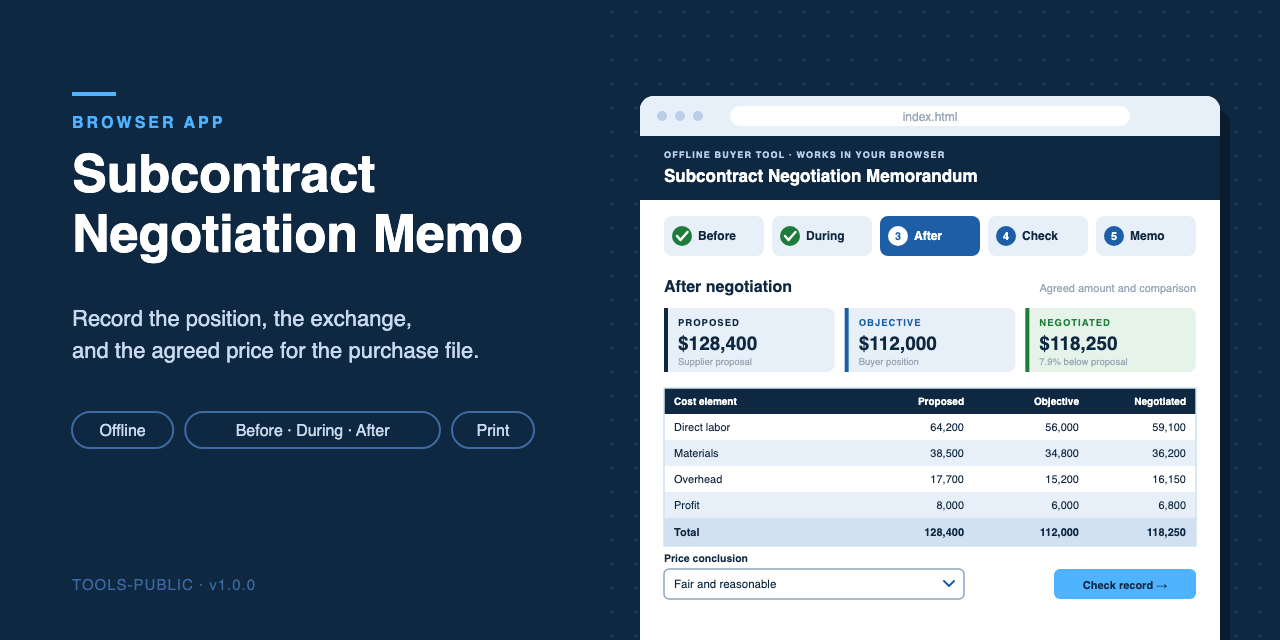 BROWSER APP
Subcontract
Negotiation Memo
Record the position, the exchange,
and the agreed price for the purchase file.
Offline
Before · During · After
Print
TOOLS-PUBLIC · v1.0.0
index.html
OFFLINE BUYER TOOL · WORKS IN YOUR BROWSER
Subcontract Negotiation Memorandum
Before
During
3 After
4 Check
5 Memo
After negotiation
Agreed amount and comparison
PROPOSED
$128,400
Supplier proposal
OBJECTIVE
$112,000
Buyer position
NEGOTIATED
$118,250
7.9% below proposal
Cost element Proposed Objective Negotiated
Direct labor 64,200 56,000 59,100
Materials 38,500 34,800 36,200
Overhead 17,700 15,200 16,150
Profit 8,000 6,000 6,800
Total 128,400 112,000 118,250
Price conclusion
Fair and reasonable
Check record →